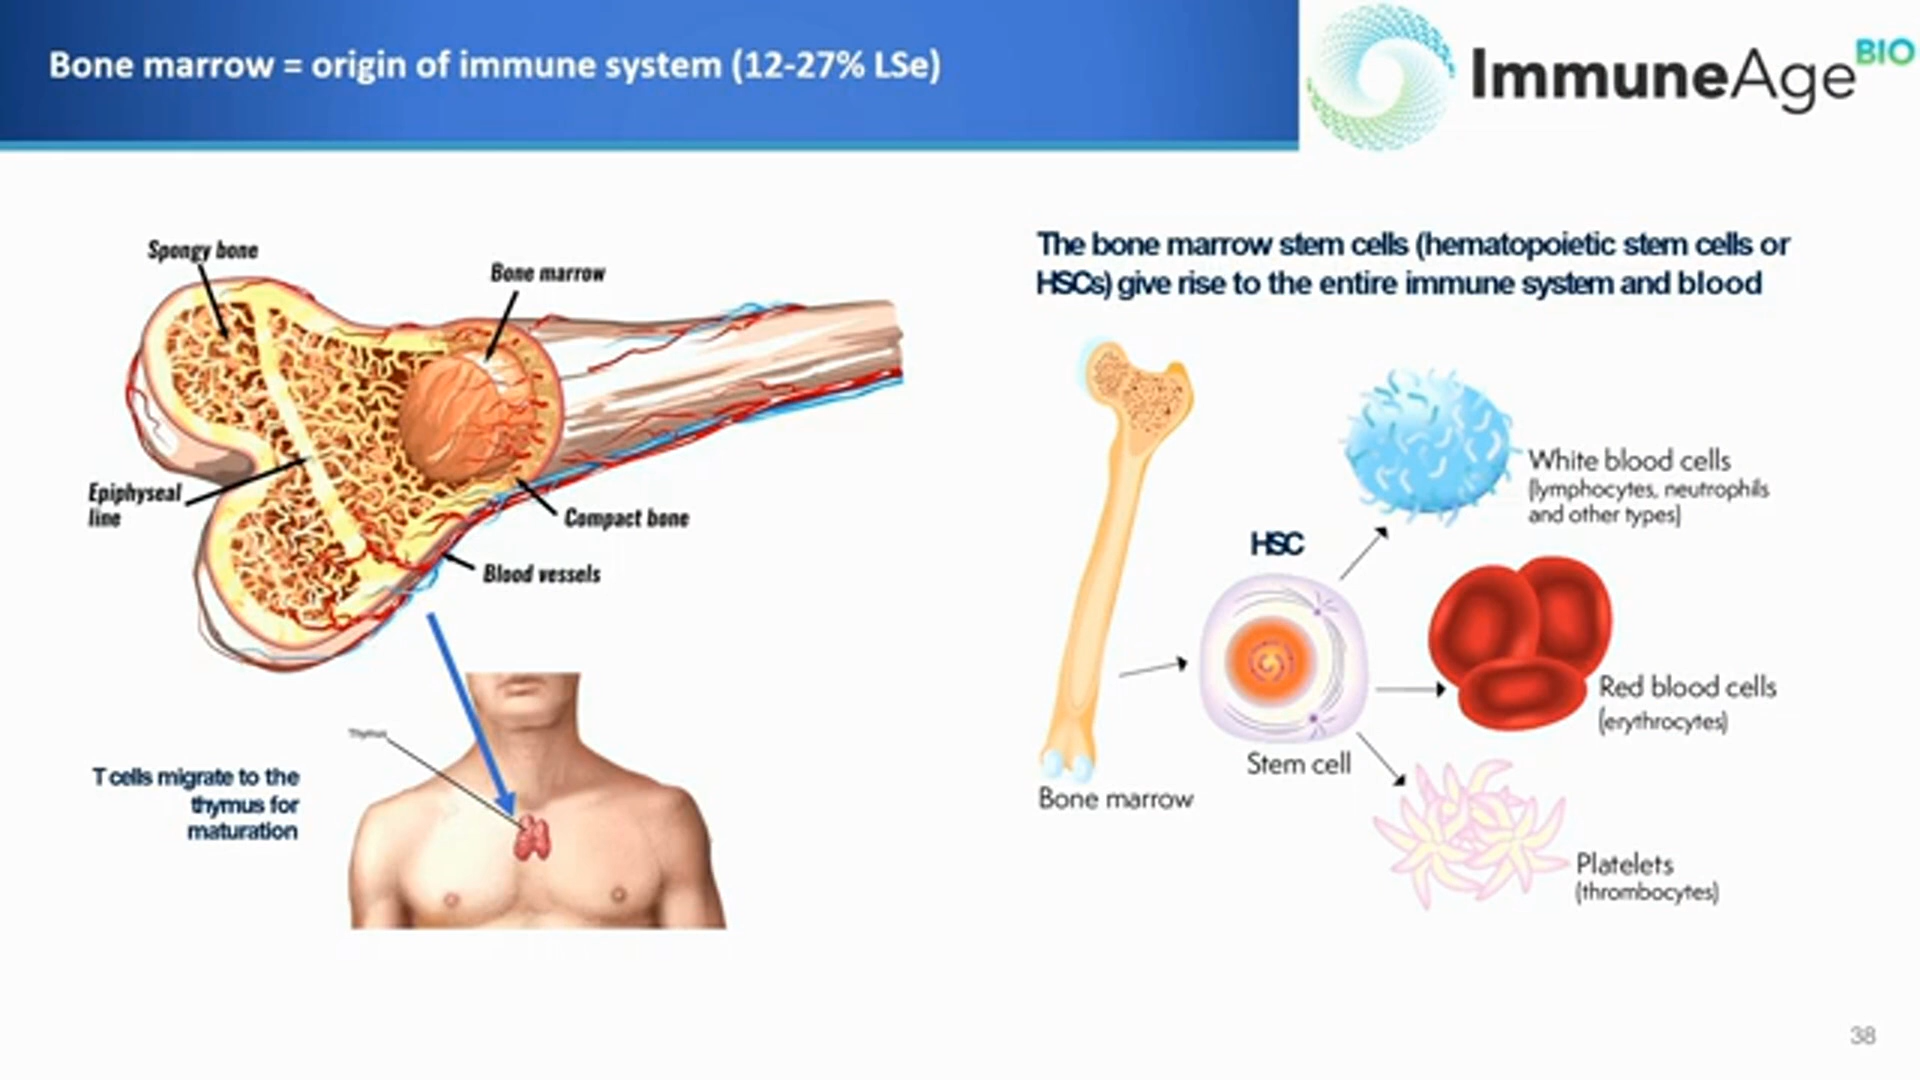 Bone marrow = origin of immune system (12-27% LSe)
ImmuneAge BIO
Spongy bone
Bone marrow
Epiphyseal
line
Compact bone
Blood vessels
Thymus
T cells migrate to the
thymus for
maturation
The bone marrow stem cells (hematopoietic stem cells or
HSCs) give rise to the entire immune system and blood
White blood cells
(lymphocytes, neutrophils
and other types)
HSC
Red blood cells
(erythrocytes)
Stem cell
Bone marrow
Platelets
(thrombocytes)
38